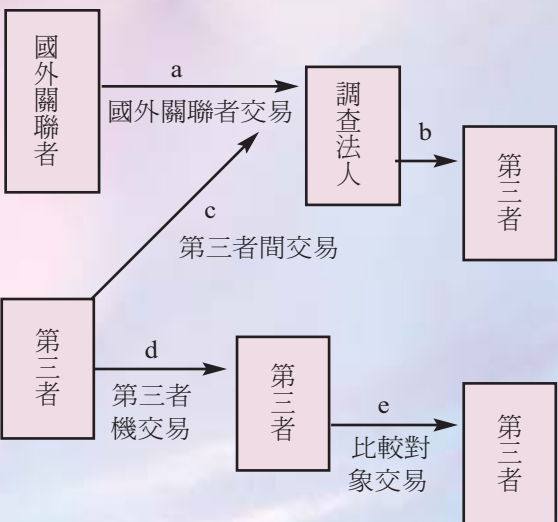 國外關聯者
a
國外關聯者交易
調查法人
b
第三者
c
第三者間交易
第三者
d
第三者
機交易
第三者
e
比較對
象交易
第三者